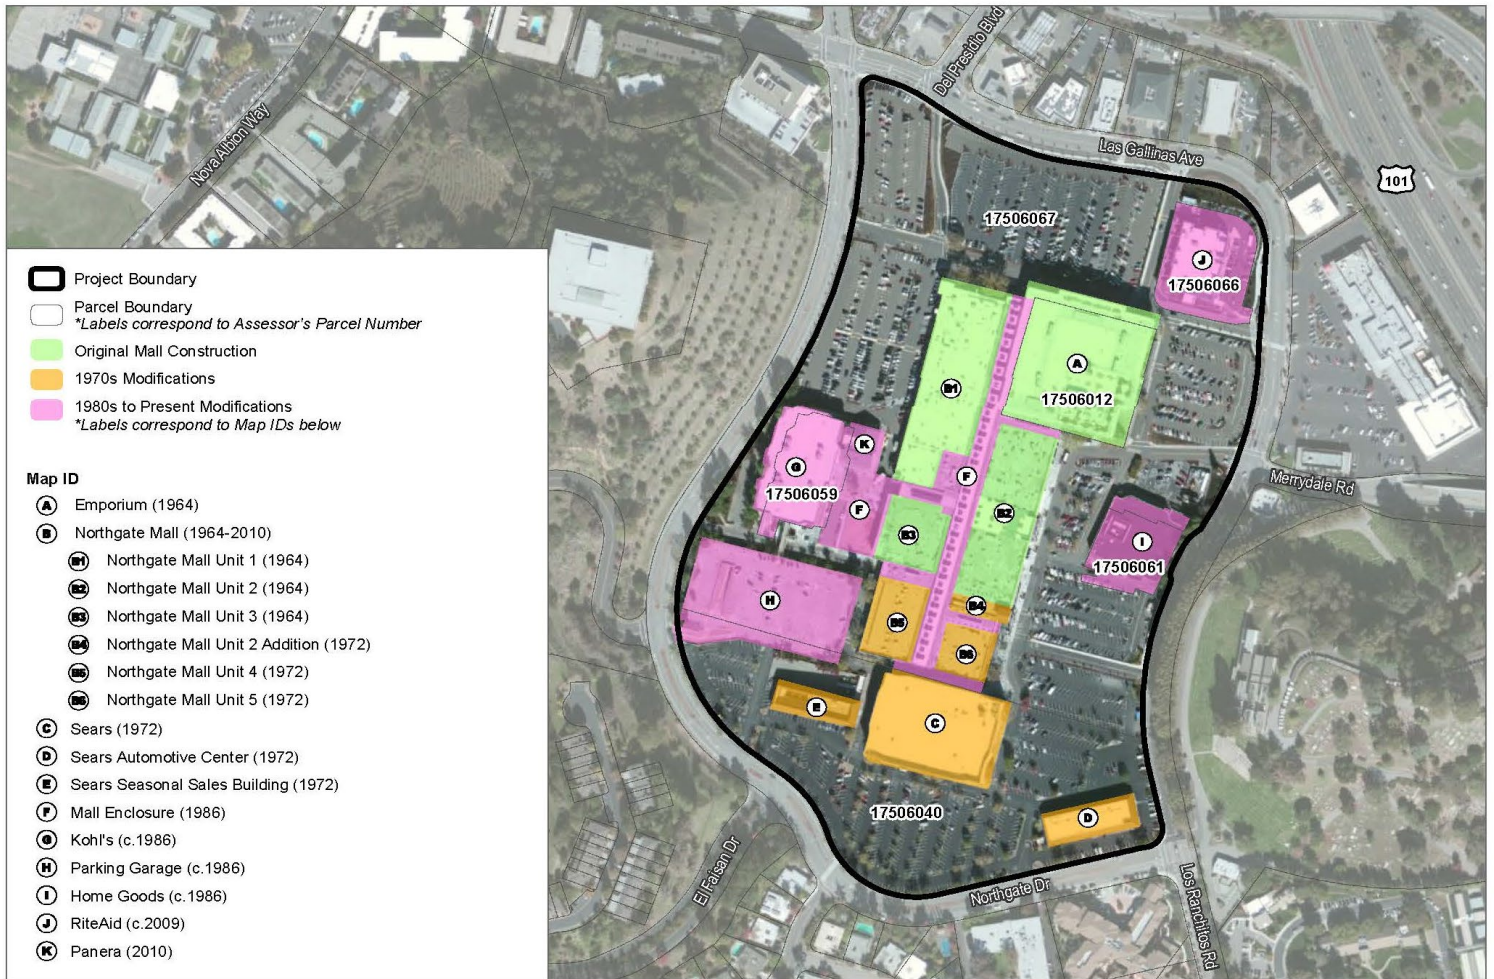 Del Presidio Blvd
Nova Albion Way
Las Gallinas Ave
101
17506067
J
17506066
Project Boundary
Parcel Boundary
*Labels correspond to Assessor's Parcel Number
Original Mall Construction
1970s Modifications
1980s to Present Modifications
*Labels correspond to Map IDs below
A
17506012
B1
K
G
17506059
F
F
Merrydale Rd
B2
B3
I
17506061
H
B4
B5
B6
E
C
17506040
D
El Faisan Dr
Northgate Dr
Los Ranchitos Rd
Map ID
A Emporium (1964)
B Northgate Mall (1964-2010)
B1 Northgate Mall Unit 1 (1964)
B2 Northgate Mall Unit 2 (1964)
B3 Northgate Mall Unit 3 (1964)
B4 Northgate Mall Unit 2 Addition (1972)
B5 Northgate Mall Unit 4 (1972)
B6 Northgate Mall Unit 5 (1972)
C Sears (1972)
D Sears Automotive Center (1972)
E Sears Seasonal Sales Building (1972)
F Mall Enclosure (1986)
G Kohl's (c.1986)
H Parking Garage (c.1986)
I Home Goods (c.1986)
J RiteAid (c.2009)
K Panera (2010)